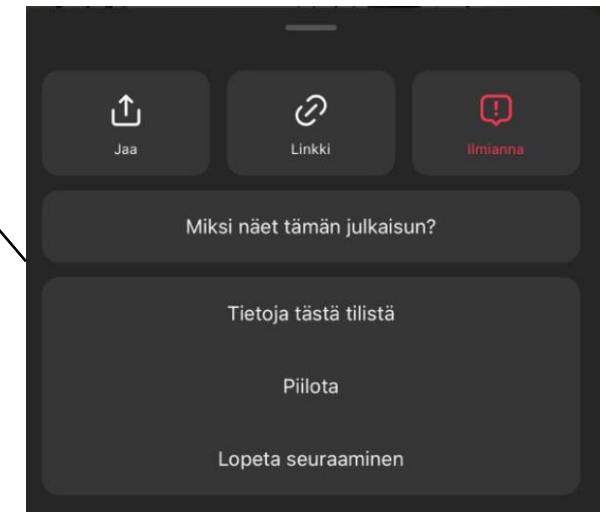 Jaa
Linkki
Ilmianna
Miksi näet tämän julkaisun?
Tietoja tästä tilistä
Piilota
Lopeta seuraaminen